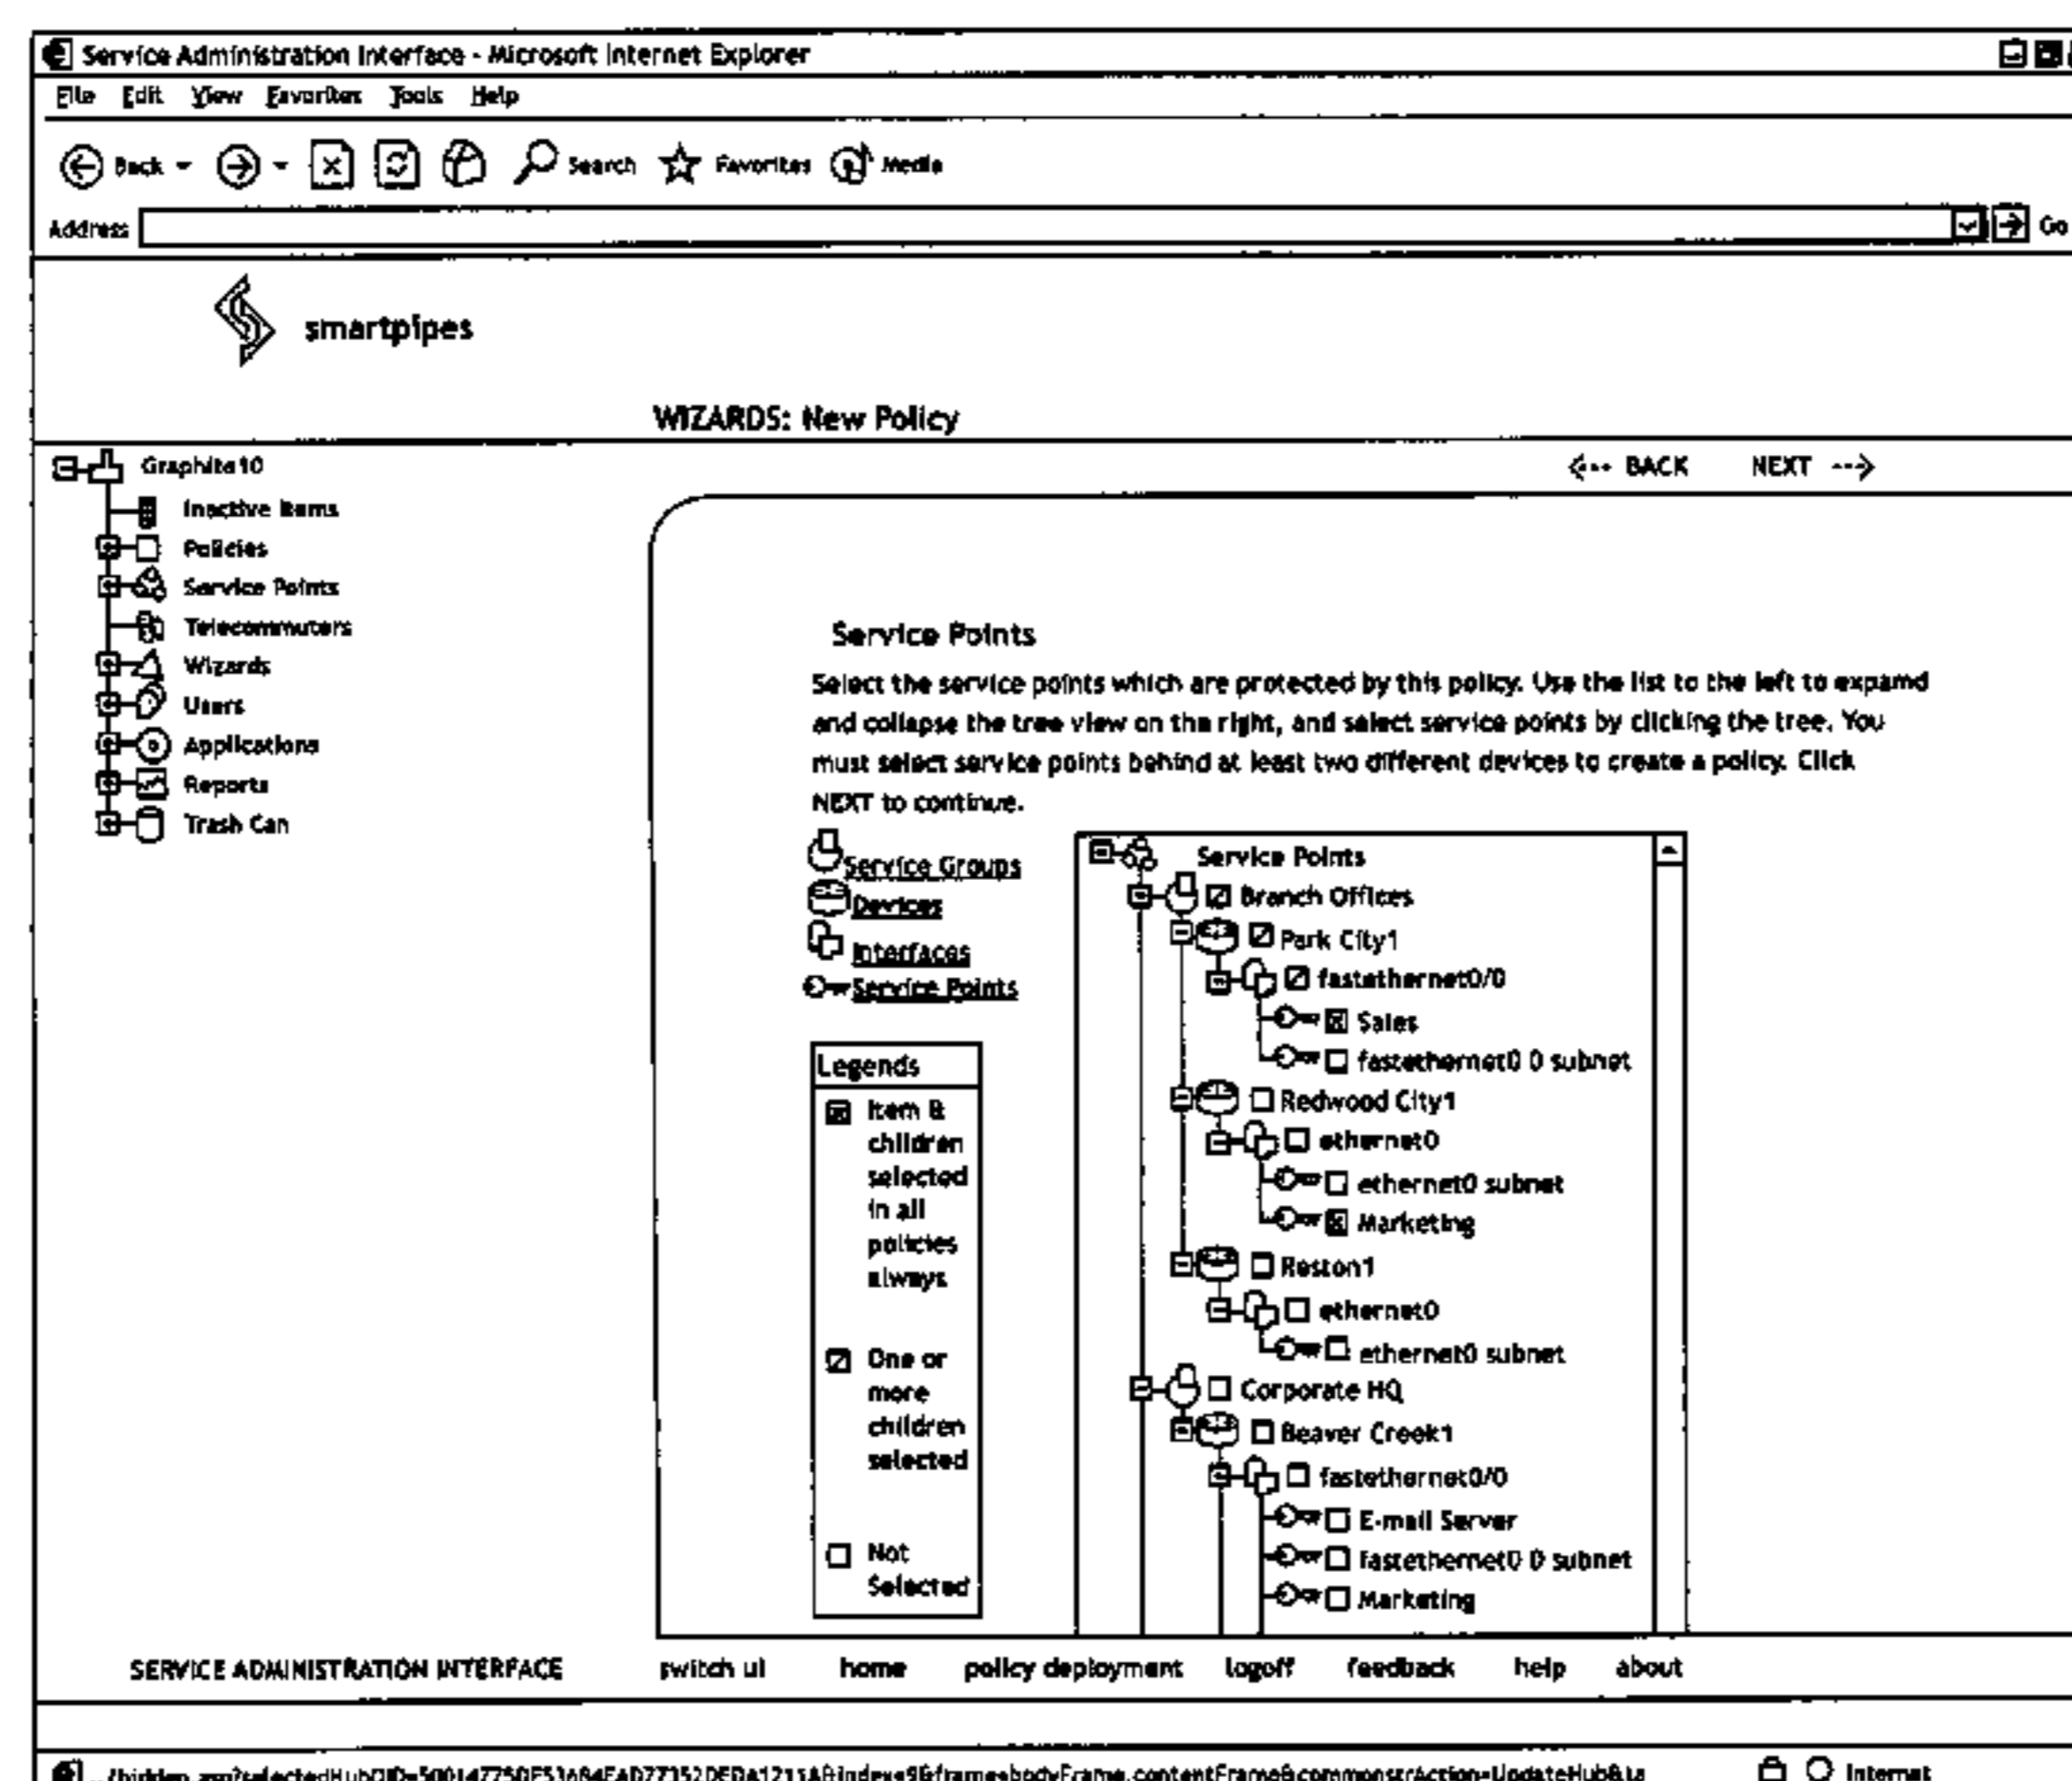 Service Administration Interface - Microsoft Internet Explorer
File Edit View Favorites Tools Help
Back Search Favorites Media
Address Go
smartpipes
WIZARDS: New Policy
Graphite10
<--- BACK NEXT --->
Inactive Items
Policies
Service Points
Telecommuters
Wizards
Users
Applications
Reports
Trash Can
Service Points
Select the service points which are protected by this policy. Use the list to the left to expamd
and collapse the tree view on the right, and select service points by clicking the tree. You
must select service points behind at least two different devices to create a policy. Click
NEXT to continue.
Service Groups
Devices
Interfaces
Service Points
Legends
Item &
children
selected
in all
policies
always
One or
more
children
selected
Not
Selected
Service Points
Branch Offices
Park City1
fastethernet0/0
Sales
fastethernet0 0 subnet
Redwood City1
ethernet0
ethernet0 subnet
Marketing
Reston1
ethernet0
ethernet0 subnet
Corporate HQ
Beaver Creek1
fastethernet0/0
E-mail Server
fastethernet0 0 subnet
Marketing
SERVICE ADMINISTRATION INTERFACE switch ui home policy deployment logoff feedback help about
Internet